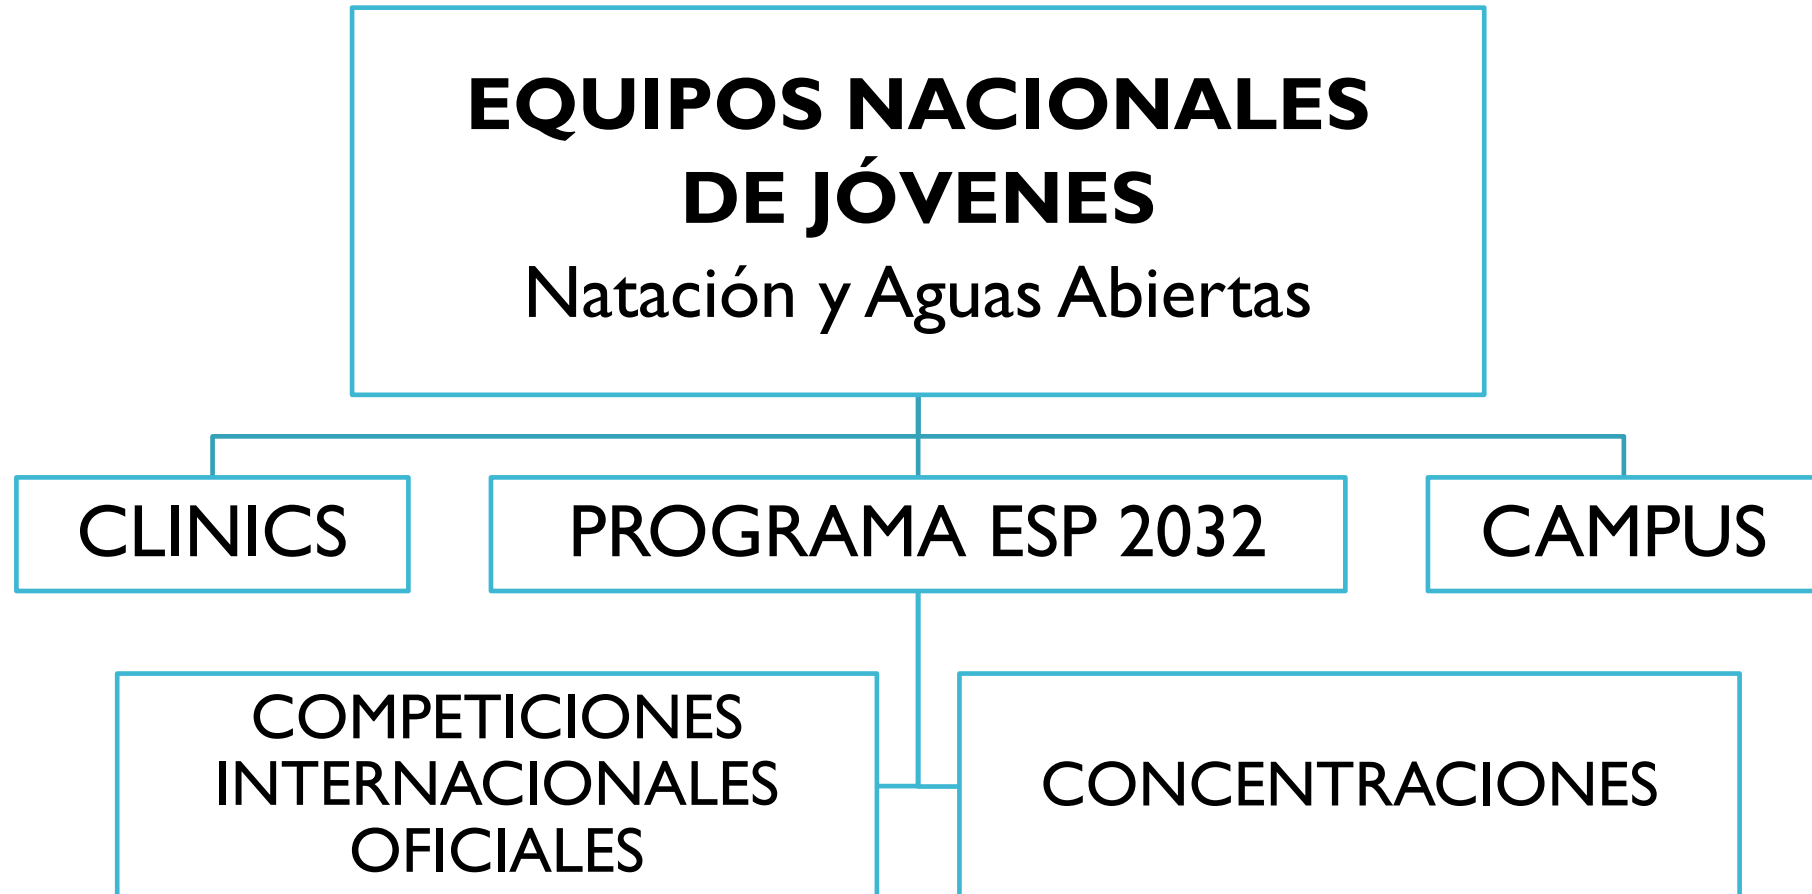 EQUIPOS NACIONALES
DE JÓVENES
Natación y Aguas Abiertas
CLINICS
PROGRAMA ESP 2032
CAMPUS
COMPETICIONES
INTERNACIONALES
OFICIALES
CONCENTRACIONES